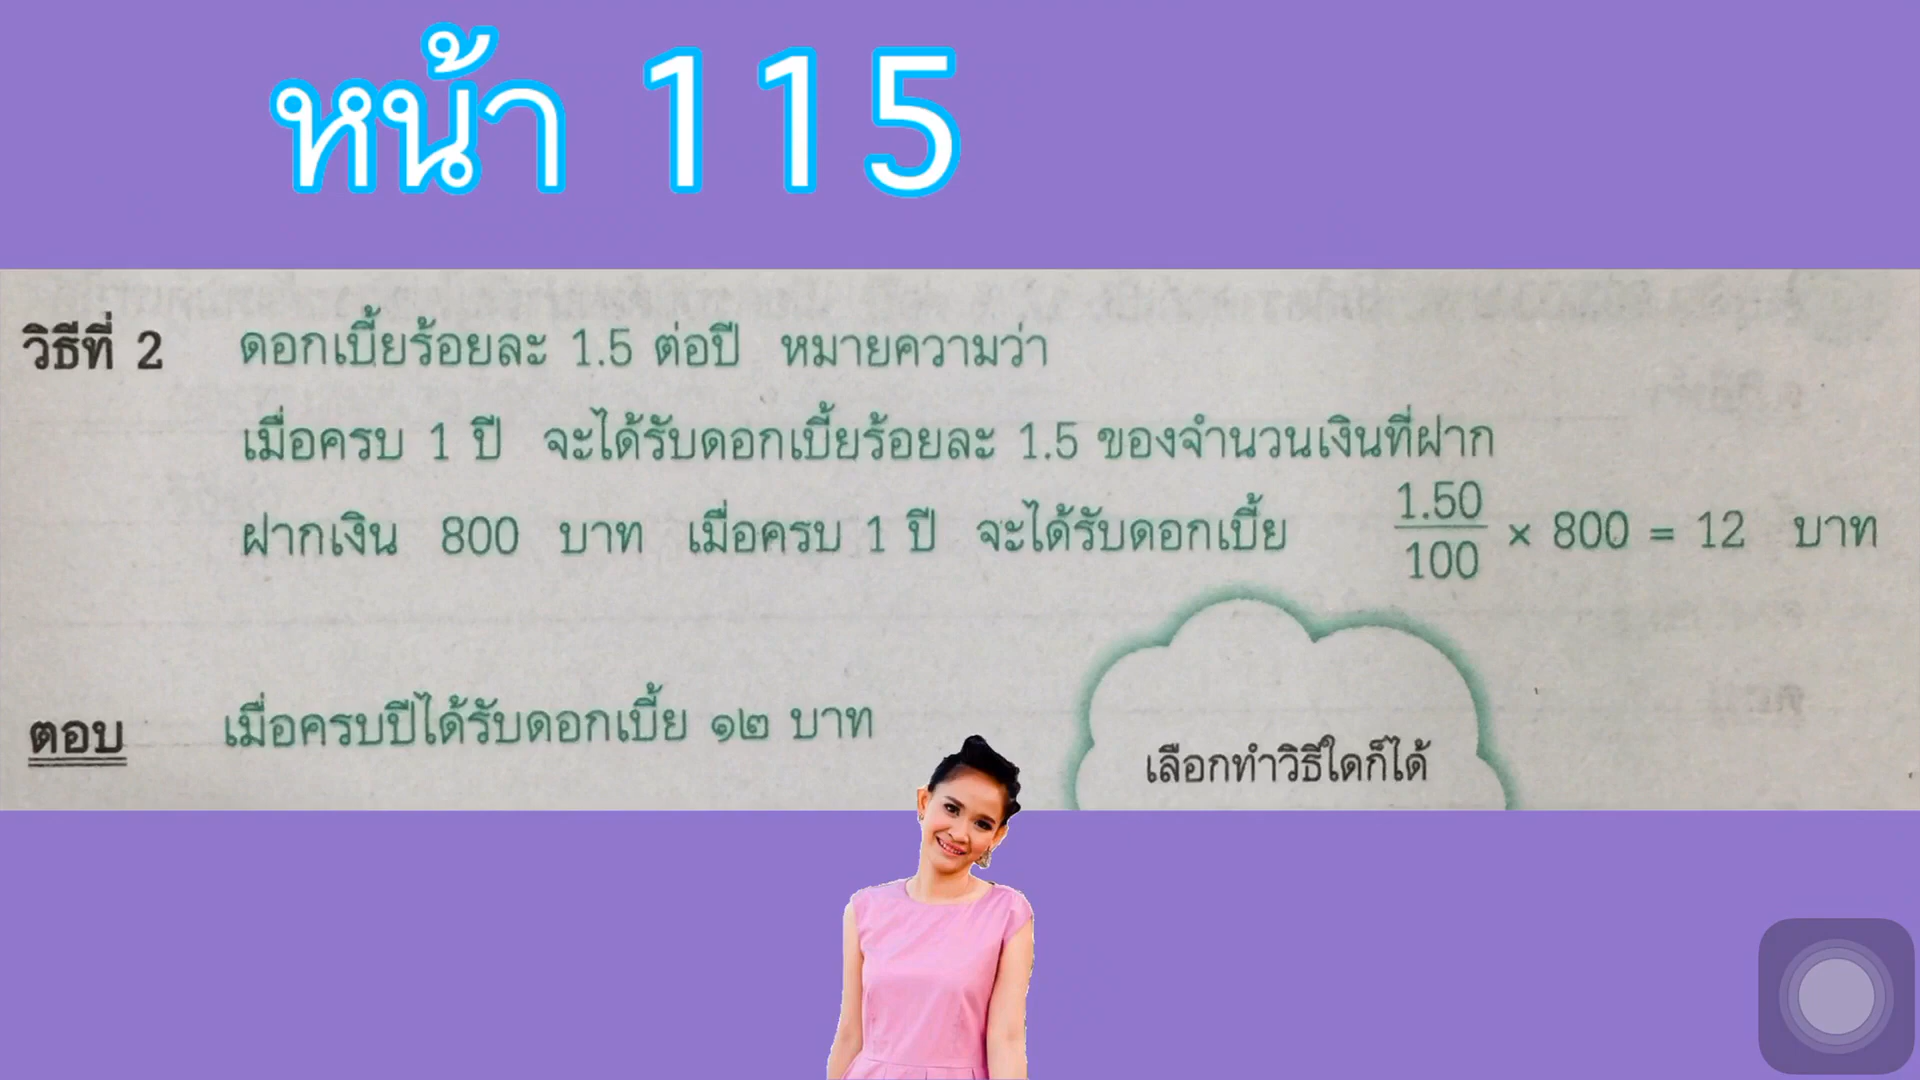 หน้า 115
วิธีที่ 2 ดอกเบี้ยร้อยละ 1.5 ต่อปี หมายความว่า
เมื่อครบ 1 ปี จะได้รับดอกเบี้ยร้อยละ 1.5 ของจำนวนเงินที่ฝาก
ฝากเงิน 800 บาท เมื่อครบ 1 ปี จะได้รับดอกเบี้ย 1.50/100 × 800 = 12 บาท
ตอบ เมื่อครบปีได้รับดอกเบี้ย ๑๒ บาท
เลือกทำวิธีใดก็ได้